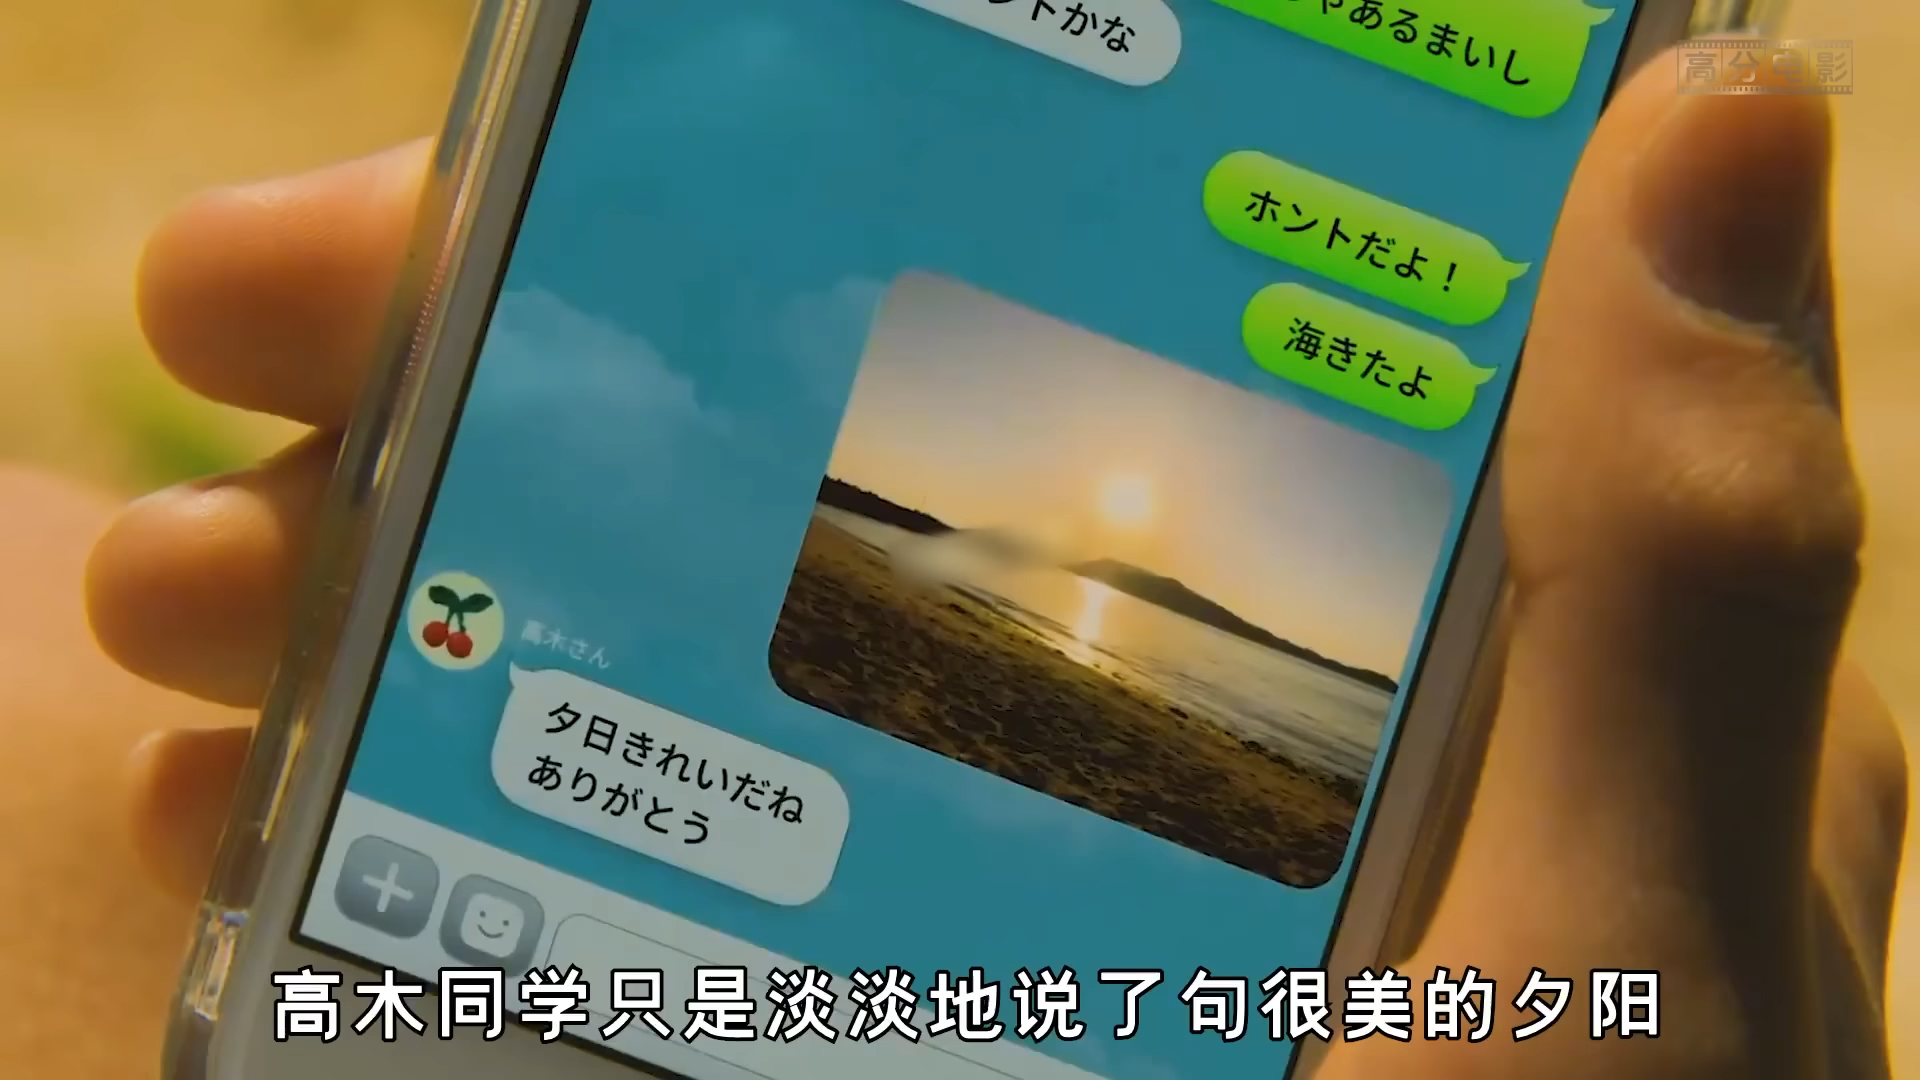 ントかな
ゃあるまいし
高分电影
ホントだよ！
海きたよ
高木さん
夕日きれいだね
ありがとう
高木同学只是淡淡地说了句很美的夕阳